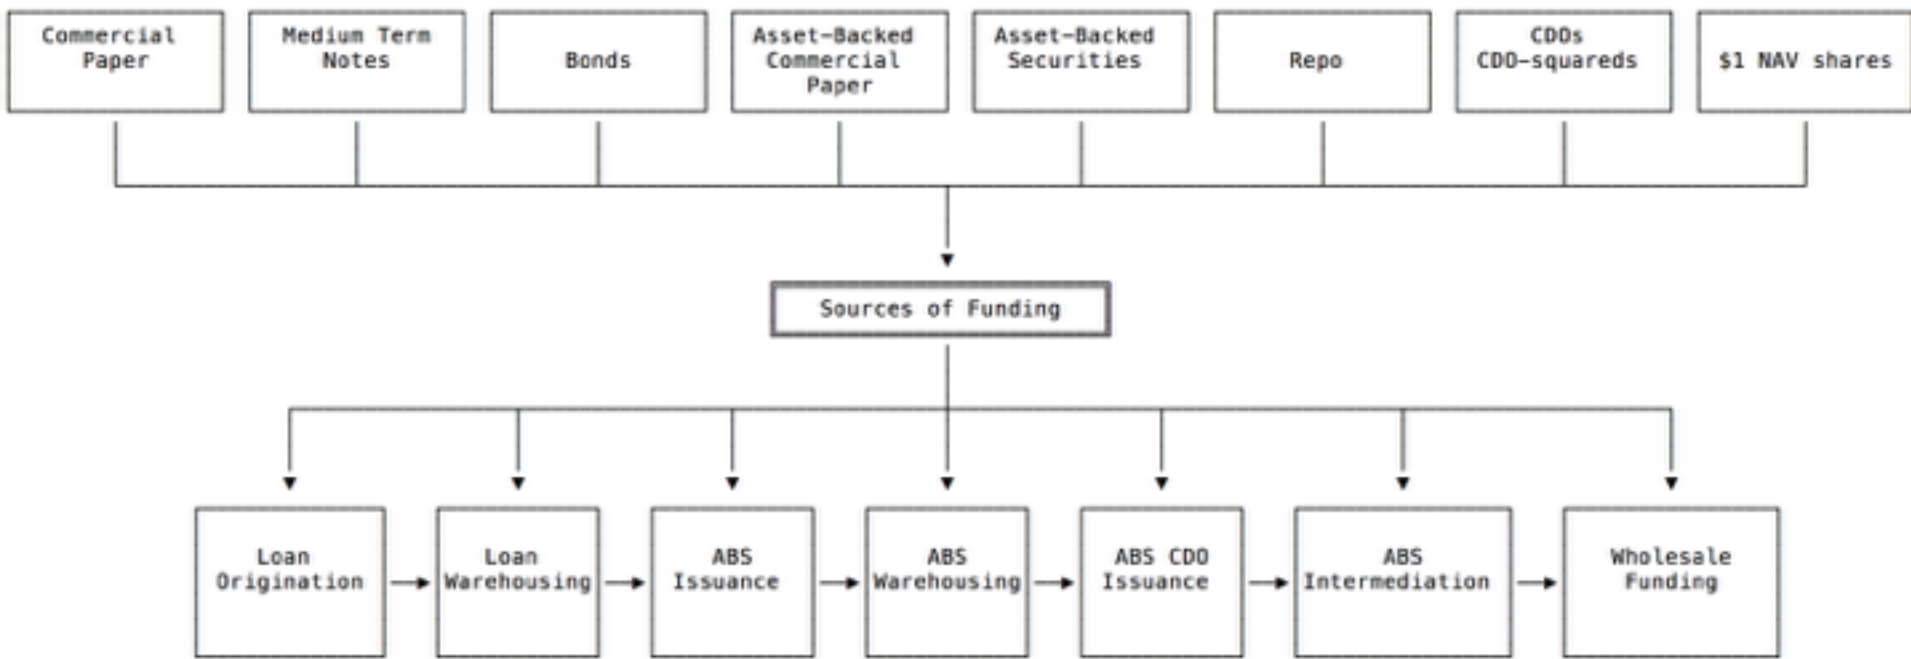 Commercial
Paper
Medium Term
Notes
Bonds
Asset-Backed
Commercial
Paper
Asset-Backed
Securities
Repo
CDOs
CDO-squareds
$1 NAV shares
Sources of Funding
Loan
Origination
Loan
Warehousing
ABS
Issuance
ABS
Warehousing
ABS CDO
Issuance
ABS
Intermediation
Wholesale
Funding